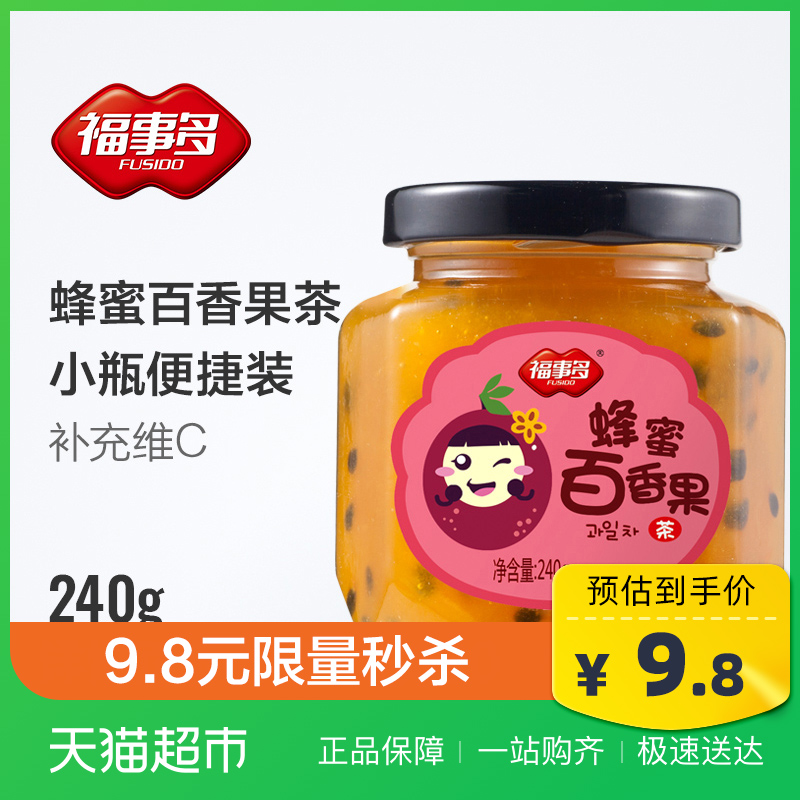 福事多
FUSIDO
蜂蜜百香果茶
小瓶便捷装
补充维C
240g
福事多®
FUSIDO
蜂蜜
百香果
과일차 茶
净含量:240
预估到手价
¥ 9.8
9.8元限量秒杀
天猫超市 正品保障 | 一站购齐 | 极速送达